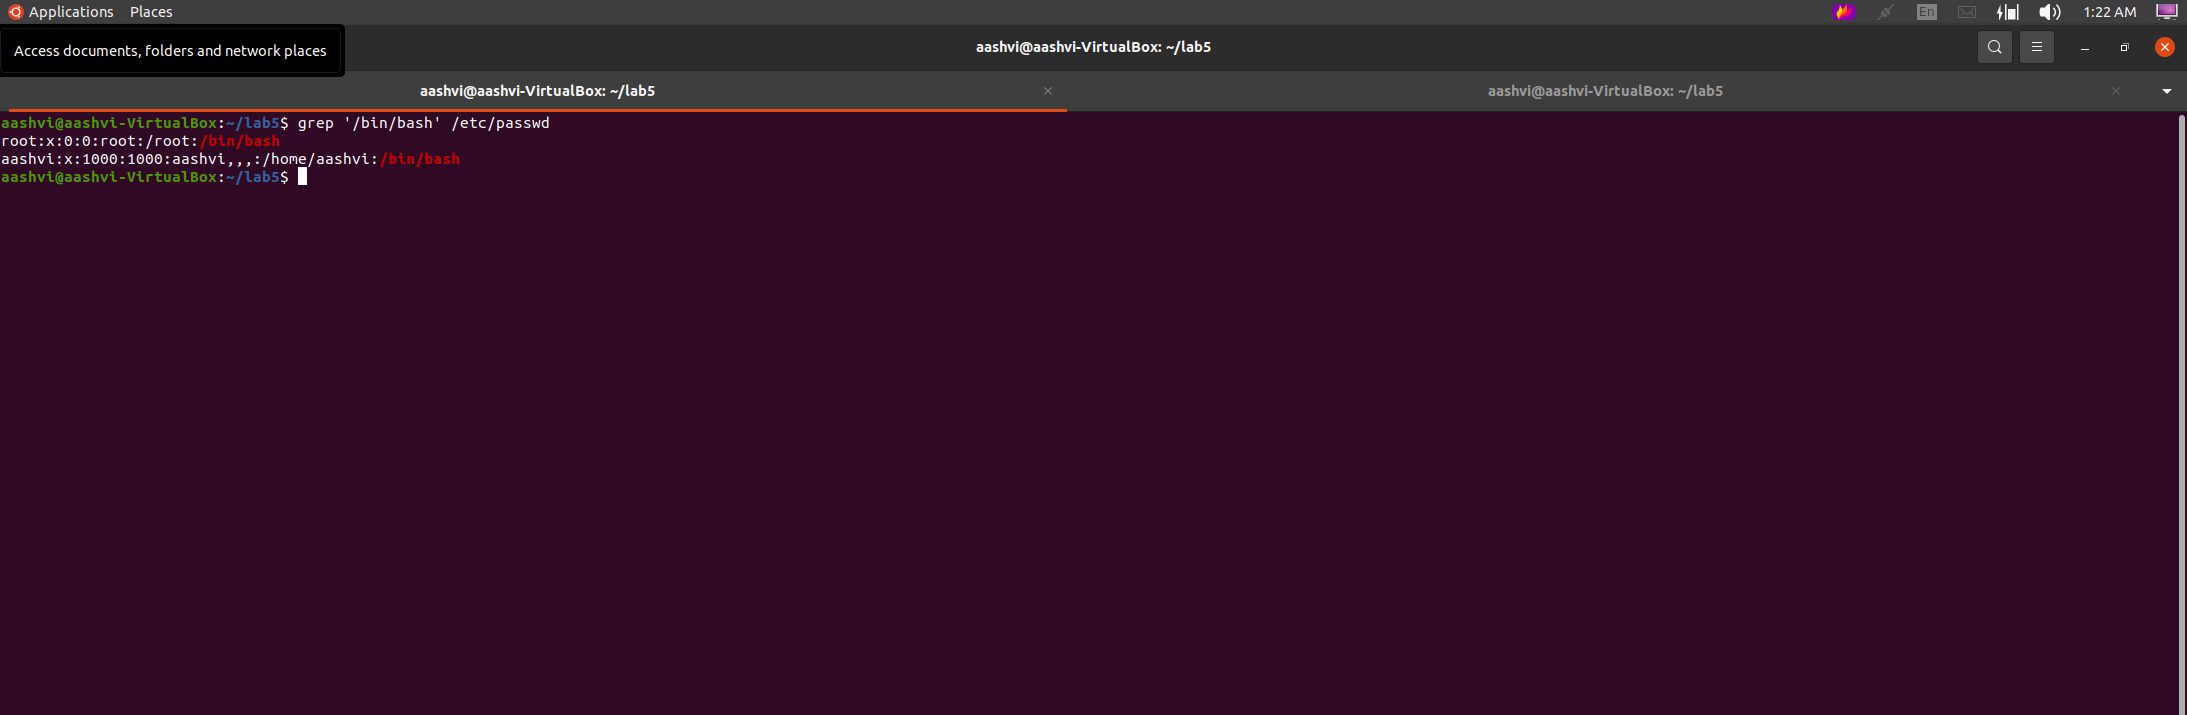 Applications Places En 1:22 AM
Access documents, folders and network places
aashvi@aashvi-VirtualBox: ~/lab5
aashvi@aashvi-VirtualBox: ~/lab5 aashvi@aashvi-VirtualBox: ~/lab5
aashvi@aashvi-VirtualBox:~/lab5$ grep '/bin/bash' /etc/passwd
root:x:0:0:root:/root:/bin/bash
aashvi:x:1000:1000:aashvi,,,:/home/aashvi:/bin/bash
aashvi@aashvi-VirtualBox:~/lab5$